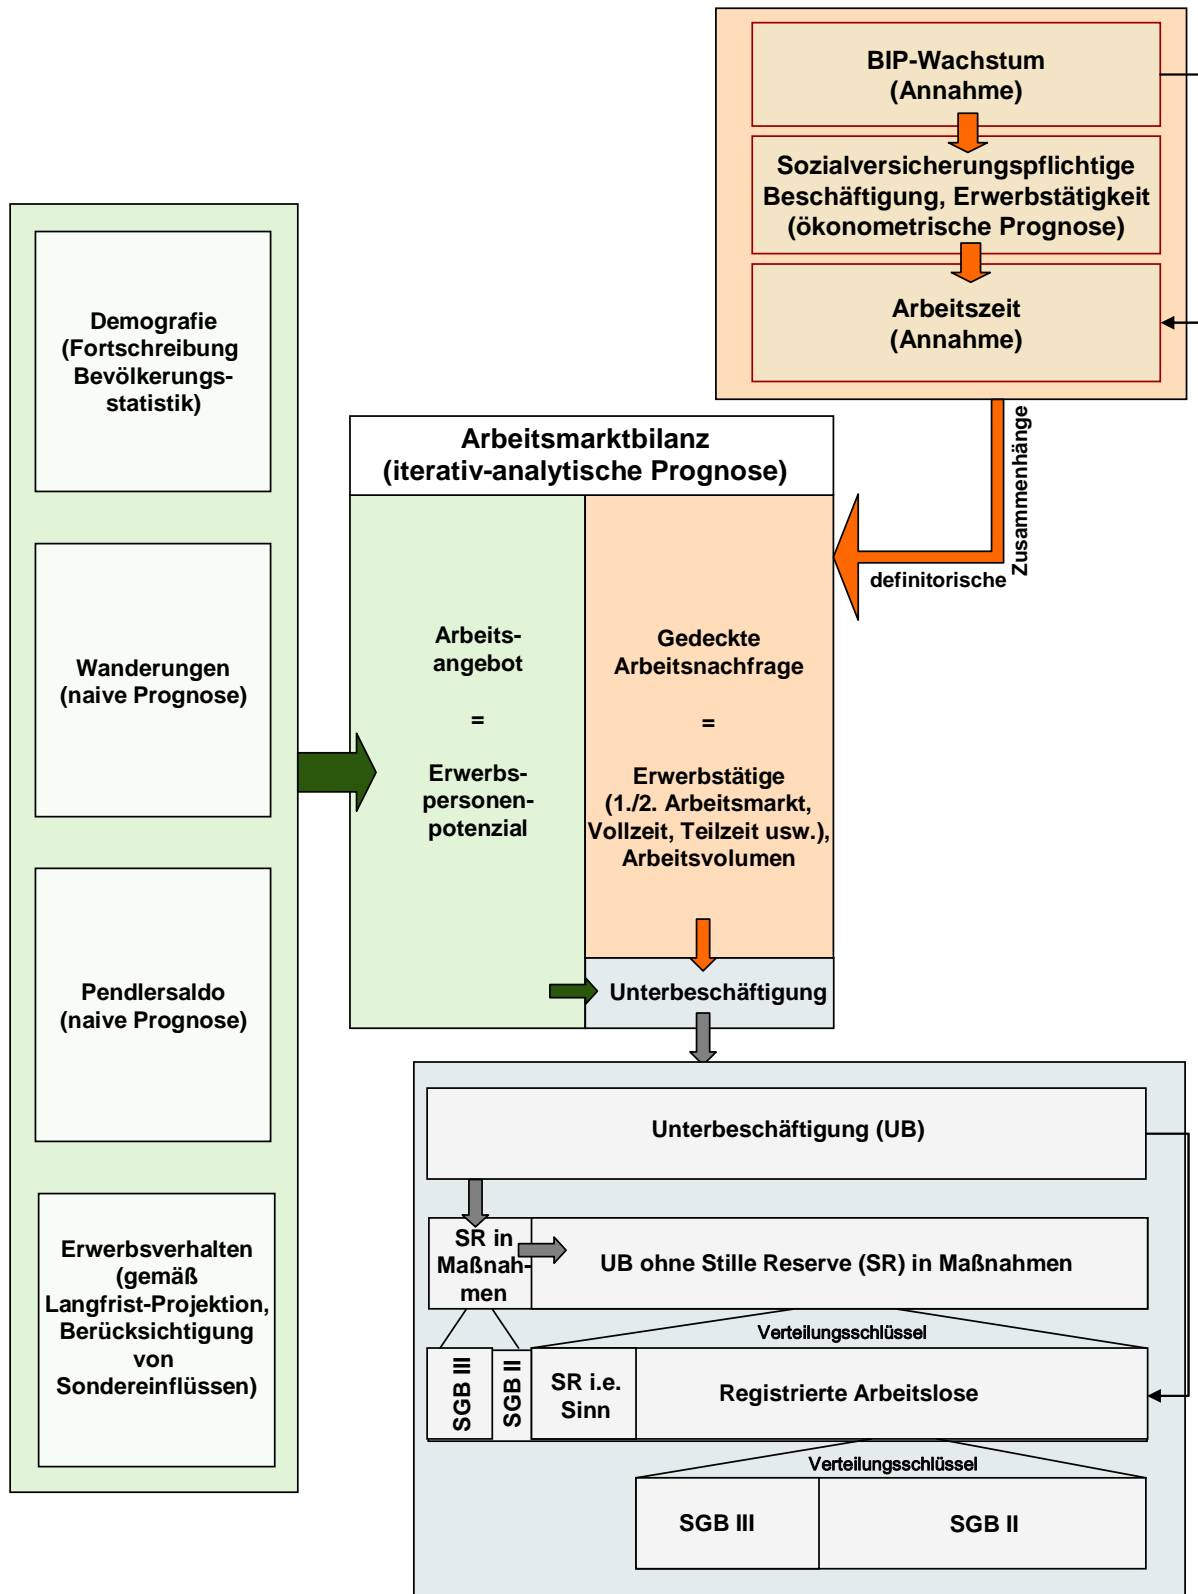 BIP-Wachstum
(Annahme)
Sozialversicherungspflichtige
Beschäftigung, Erwerbstätigkeit
(ökonometrische Prognose)
Arbeitszeit
(Annahme)
Demografie
(Fortschreibung
Bevölkerungs-
statistik)
Wanderungen
(naive Prognose)
Pendlersaldo
(naive Prognose)
Erwerbsverhalten
(gemäß
Langfrist-Projektion,
Berücksichtigung
von
Sondereinflüssen)
Arbeitsmarktbilanz
(iterativ-analytische Prognose)
definitorische
Zusammenhänge
Arbeits-
angebot
=
Erwerbs-
personen-
potenzial
Gedeckte
Arbeitsnachfrage
=
Erwerbstätige
(1./2. Arbeitsmarkt,
Vollzeit, Teilzeit usw.),
Arbeitsvolumen
Unterbeschäftigung
Unterbeschäftigung (UB)
SR in
Maßnah-
men
UB ohne Stille Reserve (SR) in Maßnahmen
Verteilungsschlüssel
SGB III
SGB II
SR i.e.
Sinn
Registrierte Arbeitslose
Verteilungsschlüssel
SGB III
SGB II